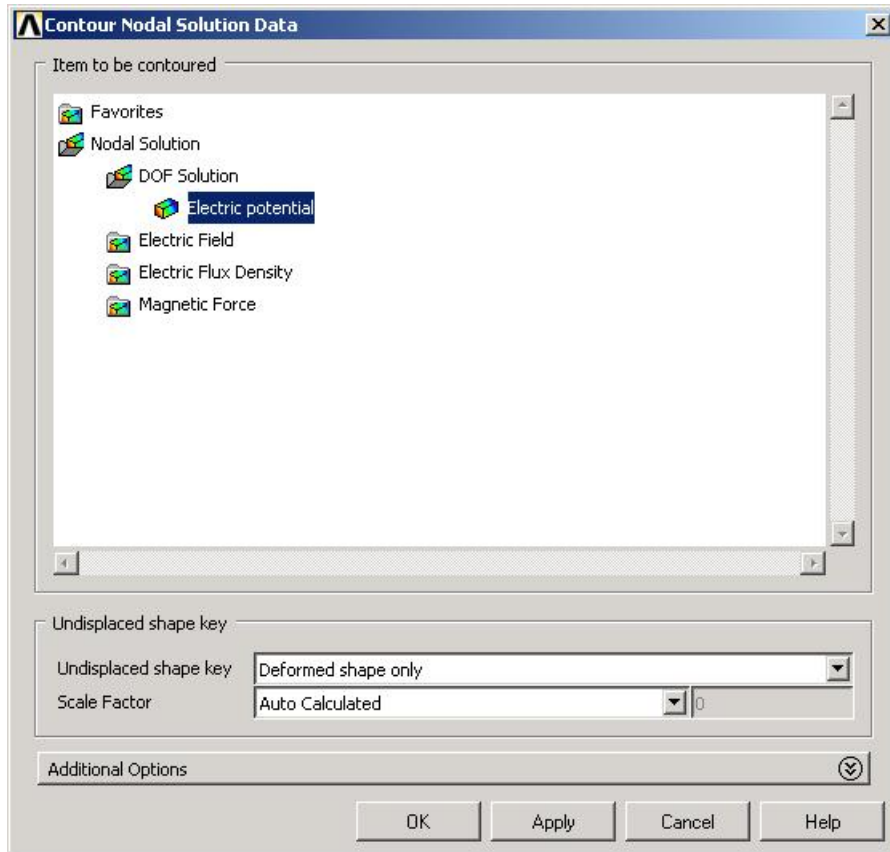 Contour Nodal Solution Data
Item to be contoured
Favorites
Nodal Solution
DOF Solution
Electric potential
Electric Field
Electric Flux Density
Magnetic Force
Undisplaced shape key
Undisplaced shape key Deformed shape only
Scale Factor Auto Calculated 0
Additional Options
OK Apply Cancel Help